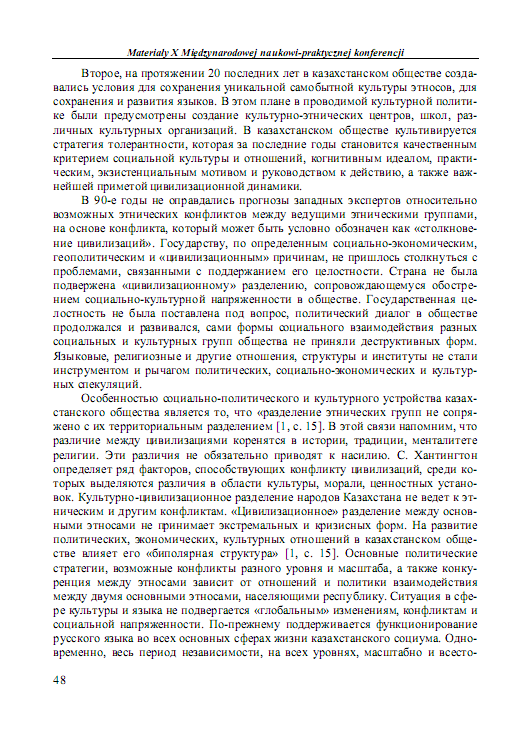 Materiały X Międzynarodowej naukowi-praktycznej konferencji
Второе, на протяжении 20 последних лет в казахстанском обществе созда-
вались условия для сохранения уникальной самобытной культуры этносов, для
сохранения и развития языков. В этом плане в проводимой культурной полити-
ке были предусмотрены создание культурно-этнических центров, школ, раз-
личных культурных организаций. В казахстанском обществе культивируется
стратегия толерантности, которая за последние годы становится качественным
критерием социальной культуры и отношений, когнитивным идеалом, практи-
ческим, экзистенциальным мотивом и руководством к действию, а также важ-
нейшей приметой цивилизационной динамики.
В 90-е годы не оправдались прогнозы западных экспертов относительно
возможных этнических конфликтов между ведущими этническими группами,
на основе конфликта, который может быть условно обозначен как «столкнове-
ние цивилизаций». Государству, по определенным социально-экономическим,
геополитическим и «цивилизационным» причинам, не пришлось столкнуться с
проблемами, связанными с поддержанием его целостности. Страна не была
подвержена «цивилизационному» разделению, сопровождающемуся обостре-
нием социально-культурной напряженности в обществе. Государственная це-
лостность не была поставлена под вопрос, политический диалог в обществе
продолжался и развивался, сами формы социального взаимодействия разных
социальных и культурных групп общества не приняли деструктивных форм.
Языковые, религиозные и другие отношения, структуры и институты не стали
инструментом и рычагом политических, социально-экономических и культур-
ных спекуляций.
Особенностью социально-политического и культурного устройства казах-
станского общества является то, что «разделение этнических групп не сопря-
жено с их территориальным разделением [1, с. 15]. В этой связи напомним, что
различие между цивилизациями коренятся в истории, традиции, менталитете
религии. Эти различия не обязательно приводят к насилию. С. Хантингтон
определяет ряд факторов, способствующих конфликту цивилизаций, среди ко-
торых выделяются различия в области культуры, морали, ценностных устано-
вок. Культурно-цивилизационное разделение народов Казахстана не ведет к эт-
ническим и другим конфликтам. «Цивилизационное» разделение между основ-
ными этносами не принимает экстремальных и кризисных форм. На развитие
политических, экономических, культурных отношений в казахстанском обще-
стве влияет его «биполярная структура» [1, с. 15]. Основные политические
стратегии, возможные конфликты разного уровня и масштаба, а также конку-
ренция между этносами зависит от отношений и политики взаимодействия
между двумя основными этносами, населяющими республику. Ситуация в сфе-
ре культуры и языка не подвергается «глобальным» изменениям, конфликтам и
социальной напряженности. По-прежнему поддерживается функционирование
русского языка во всех основных сферах жизни казахстанского социума. Одно-
временно, весь период независимости, на всех уровнях, масштабно и всесто-
48